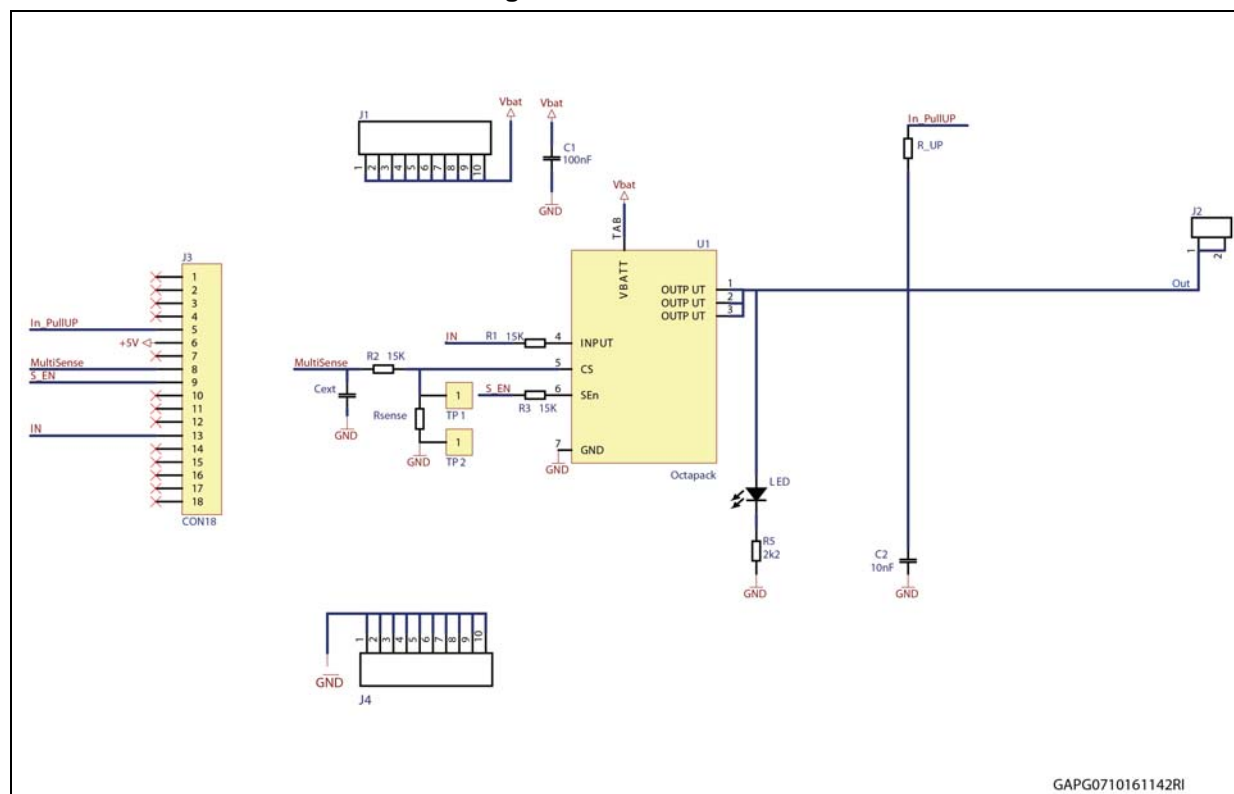 J1
1 2 3 4 5 6 7 8 9 10
Vbat
Vbat
C1
100nF
GND
In_PullUP
R_UP
J2
1
2
Out
Vbat
TAB
U1
VBATT
OUTP UT 1
OUTP UT 2
OUTP UT 3
J3
1
2
3
4
In_PullUP 5
+5V 6
7
MultiSense 8
S_EN 9
10
11
12
IN 13
14
15
16
17
18
CON18
IN R1 15K 4 INPUT
MultiSense R2 15K 5 CS
S_EN 6 SEn
R3 15K
Cext
GND
Rsense
1
TP1
1
TP2
GND
7 GND
GND
Octapack
LED
R5
2k2
GND
C2
10nF
GND
1 2 3 4 5 6 7 8 9 10
GND
J4
GAPG0710161142RI